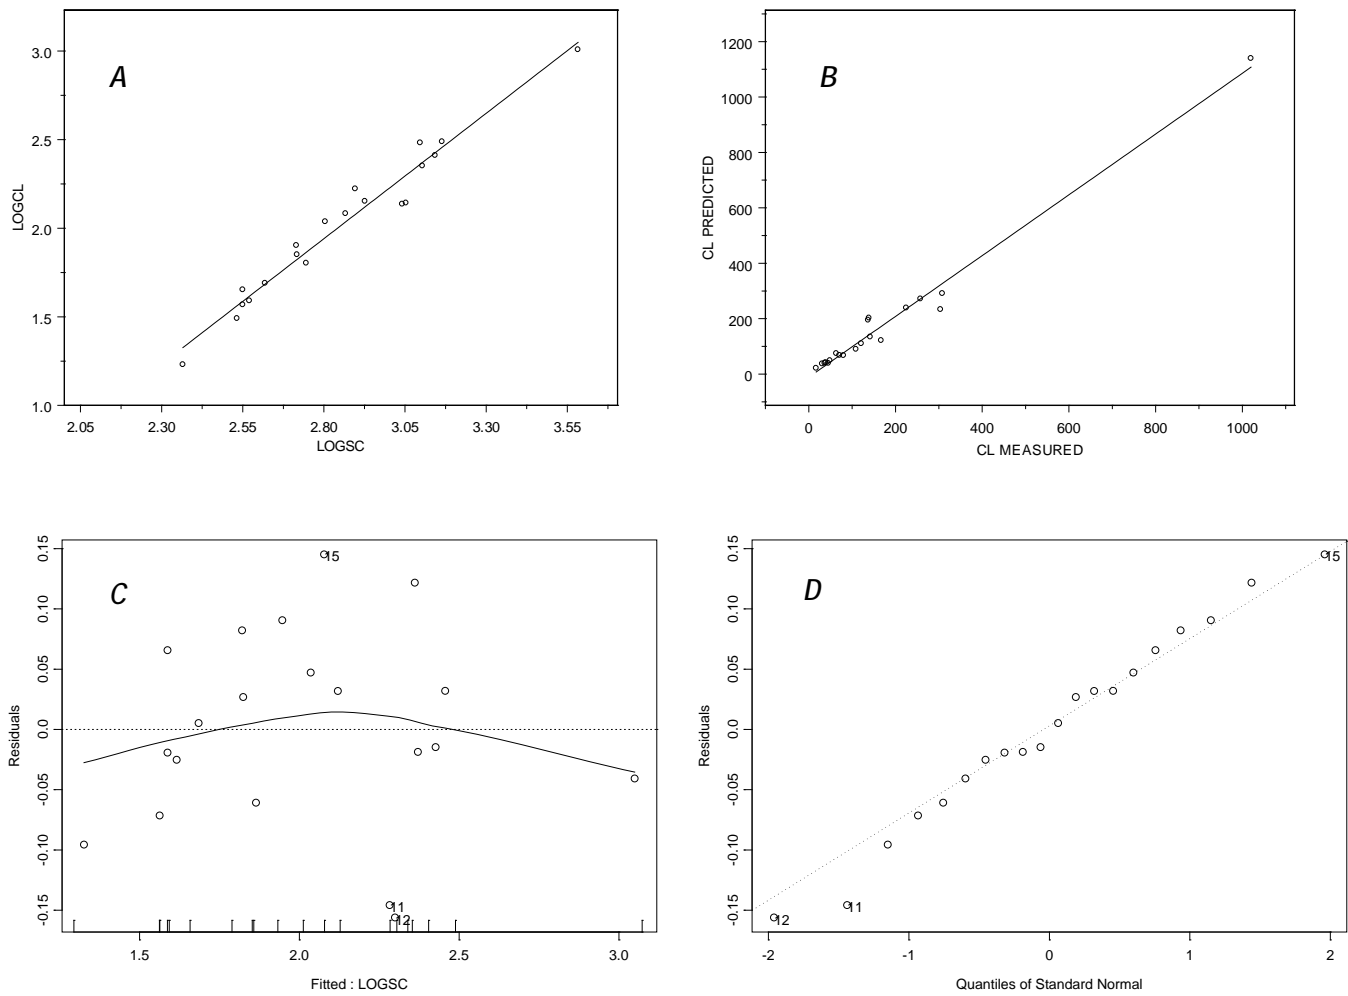 A
3.0
2.5
2.0
1.5
1.0
LOGCL
2.05 2.30 2.55 2.80 3.05 3.30 3.55
LOGSC
B
1200
1000
800
600
400
200
0
CL PREDICTED
0 200 400 600 800 1000
CL MEASURED
C
0.15
0.10
0.05
0.0
-0.05
-0.10
-0.15
Residuals
15
11
12
1.5 2.0 2.5 3.0
Fitted : LOGSC
D
0.15
0.10
0.05
0.0
-0.05
-0.10
-0.15
Residuals
15
11
12
-2 -1 0 1 2
Quantiles of Standard Normal